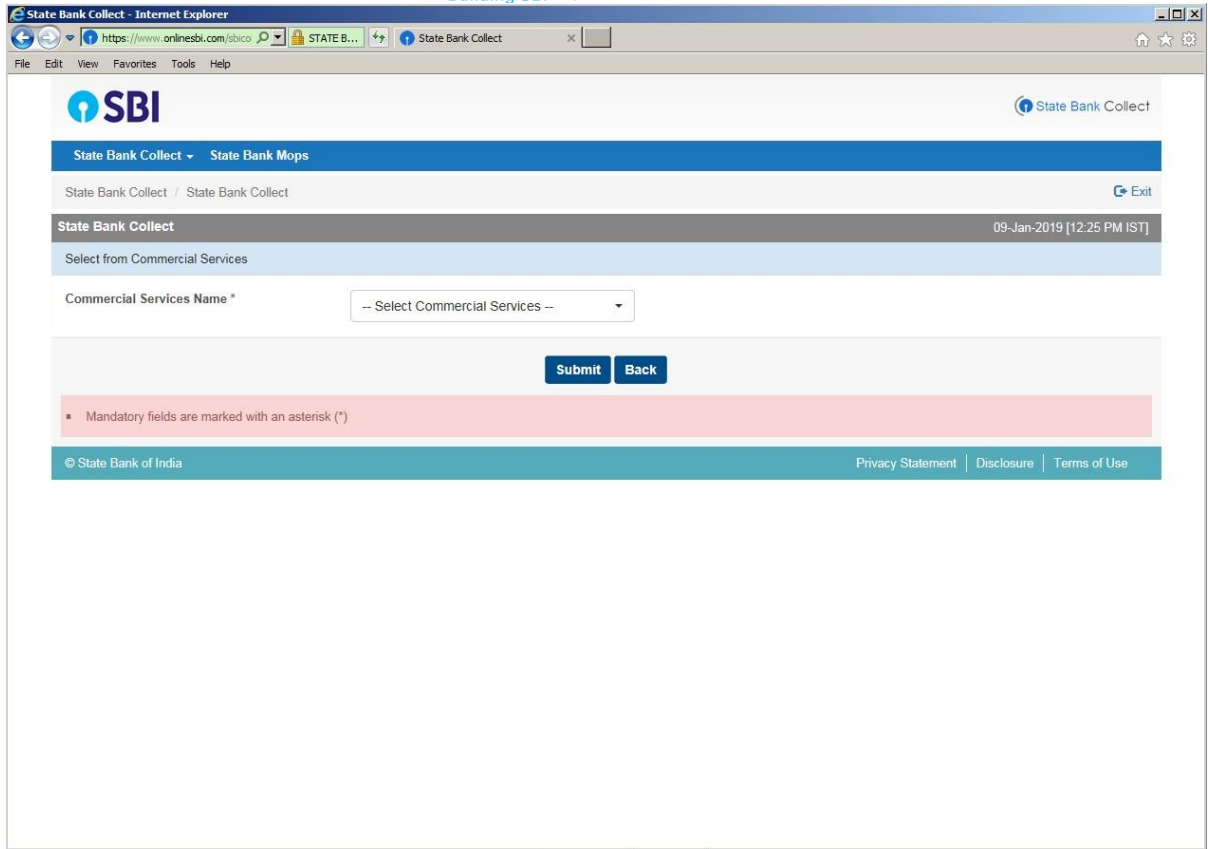 State Bank Collect - Internet Explorer
https://www.onlinesbi.com/sbico STATE B... State Bank Collect
File Edit View Favorites Tools Help
SBI State Bank Collect
State Bank Collect State Bank Mops
State Bank Collect / State Bank Collect Exit
State Bank Collect 09-Jan-2019 [12:25 PM IST]
Select from Commercial Services
Commercial Services Name * -- Select Commercial Services --
Submit Back
Mandatory fields are marked with an asterisk (*)
© State Bank of India Privacy Statement | Disclosure | Terms of Use